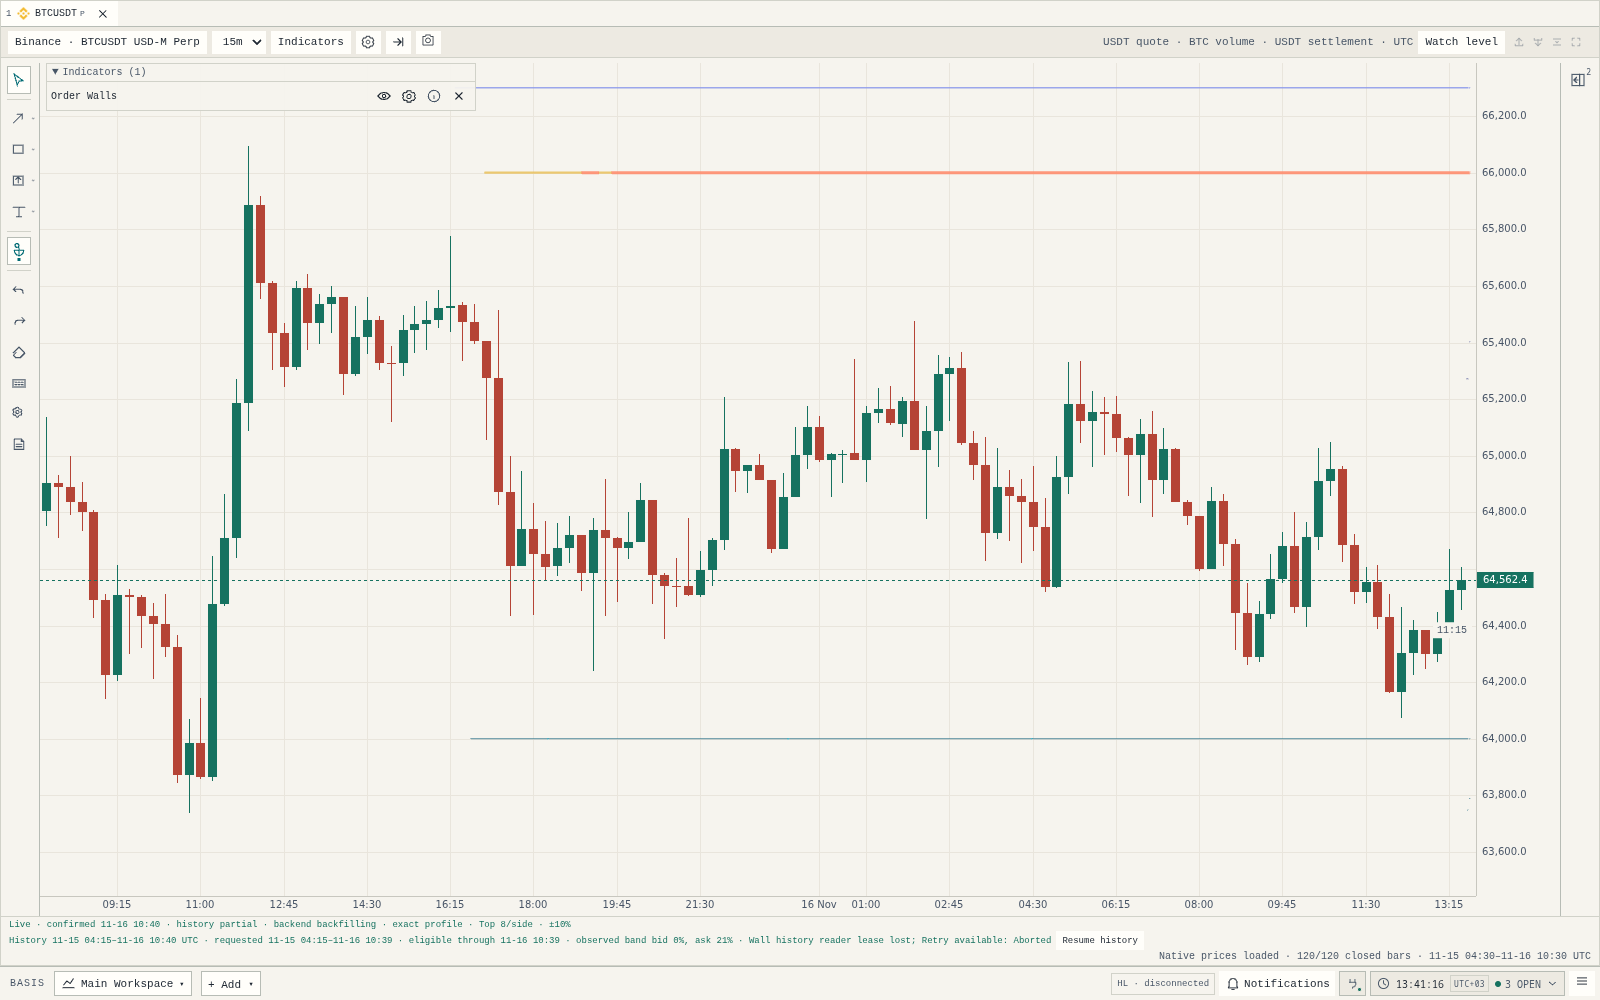 1 BTCUSDT P
Binance · BTCUSDT USD-M Perp 15m Indicators USDT quote · BTC volume · USDT settlement · UTC Watch level
▼ Indicators (1)
Order Walls
2
66,200.0
66,000.0
65,800.0
65,600.0
65,400.0
65,200.0
65,000.0
64,800.0
64,562.4
11:15
64,400.0
64,200.0
64,000.0
63,800.0
63,600.0
09:15 11:00 12:45 14:30 16:15 18:00 19:45 21:30 16 Nov 01:00 02:45 04:30 06:15 08:00 09:45 11:30 13:15
Live · confirmed 11-16 10:40 · history partial · backend backfilling · exact profile · Top 8/side · ±10%
History 11-15 04:15–11-16 10:40 UTC · requested 11-15 04:15–11-16 10:39 · eligible through 11-16 10:39 · observed band bid 0%, ask 21% · Wall history reader lease lost; Retry available: Aborted Resume history
Native prices loaded · 120/120 closed bars · 11-15 04:30–11-16 10:30 UTC
BASIS Main Workspace + Add HL · disconnected Notifications 13:41:16 UTC+03 3 OPEN